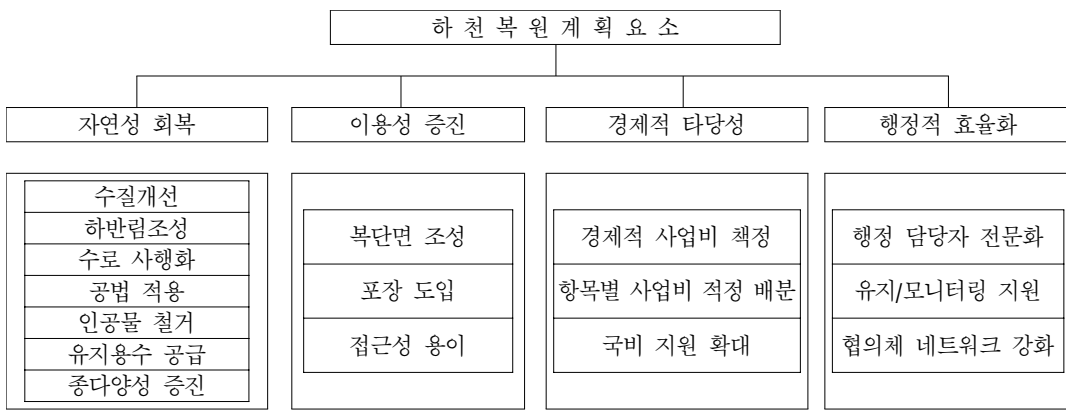 하 천 복 원 계 획 요 소
자연성 회복
이용성 증진
경제적 타당성
행정적 효율화
수질개선
하반림조성
수로 사행화
공법 적용
인공물 철거
유지용수 공급
종다양성 증진
복단면 조성
포장 도입
접근성 용이
경제적 사업비 책정
항목별 사업비 적정 배분
국비 지원 확대
행정 담당자 전문화
유지/모니터링 지원
협의체 네트워크 강화